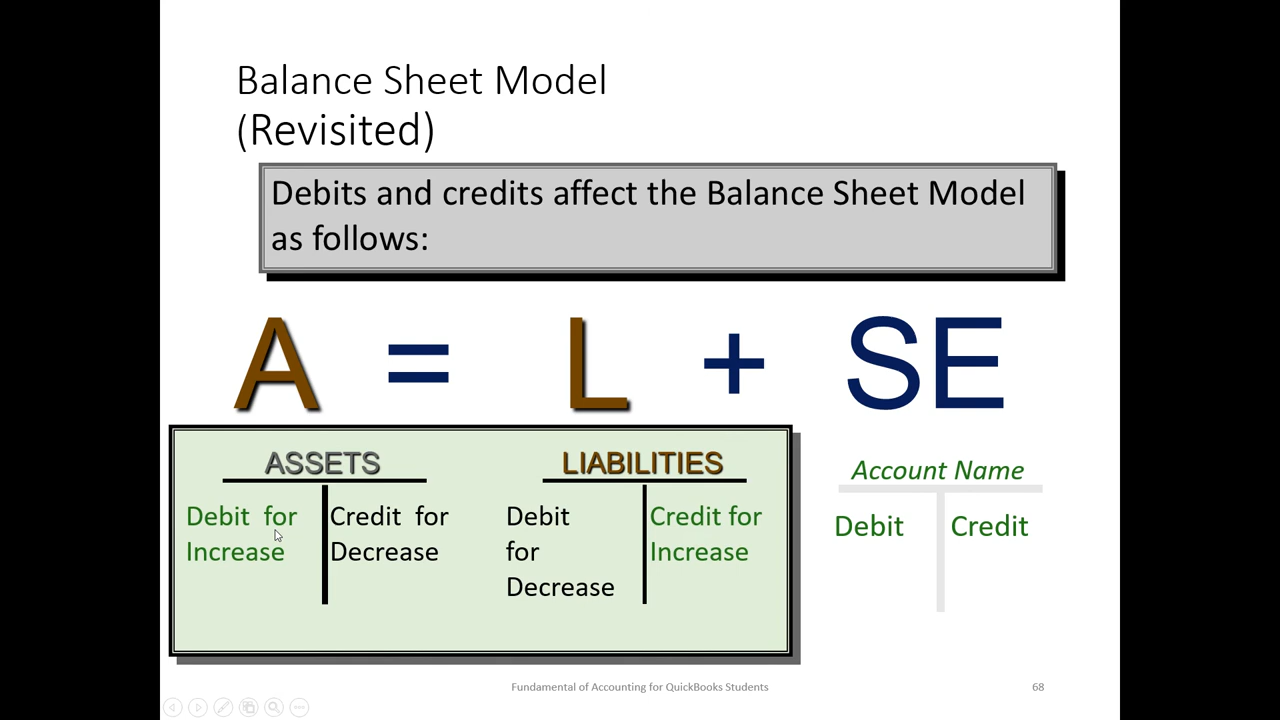 Balance Sheet Model
(Revisited)
Debits and credits affect the Balance Sheet Model
as follows:
A = L + SE
ASSETS
Debit for
Increase
Credit for
Decrease
LIABILITIES
Debit
for
Decrease
Credit for
Increase
Account Name
Debit
Credit
Fundamental of Accounting for QuickBooks Students
68